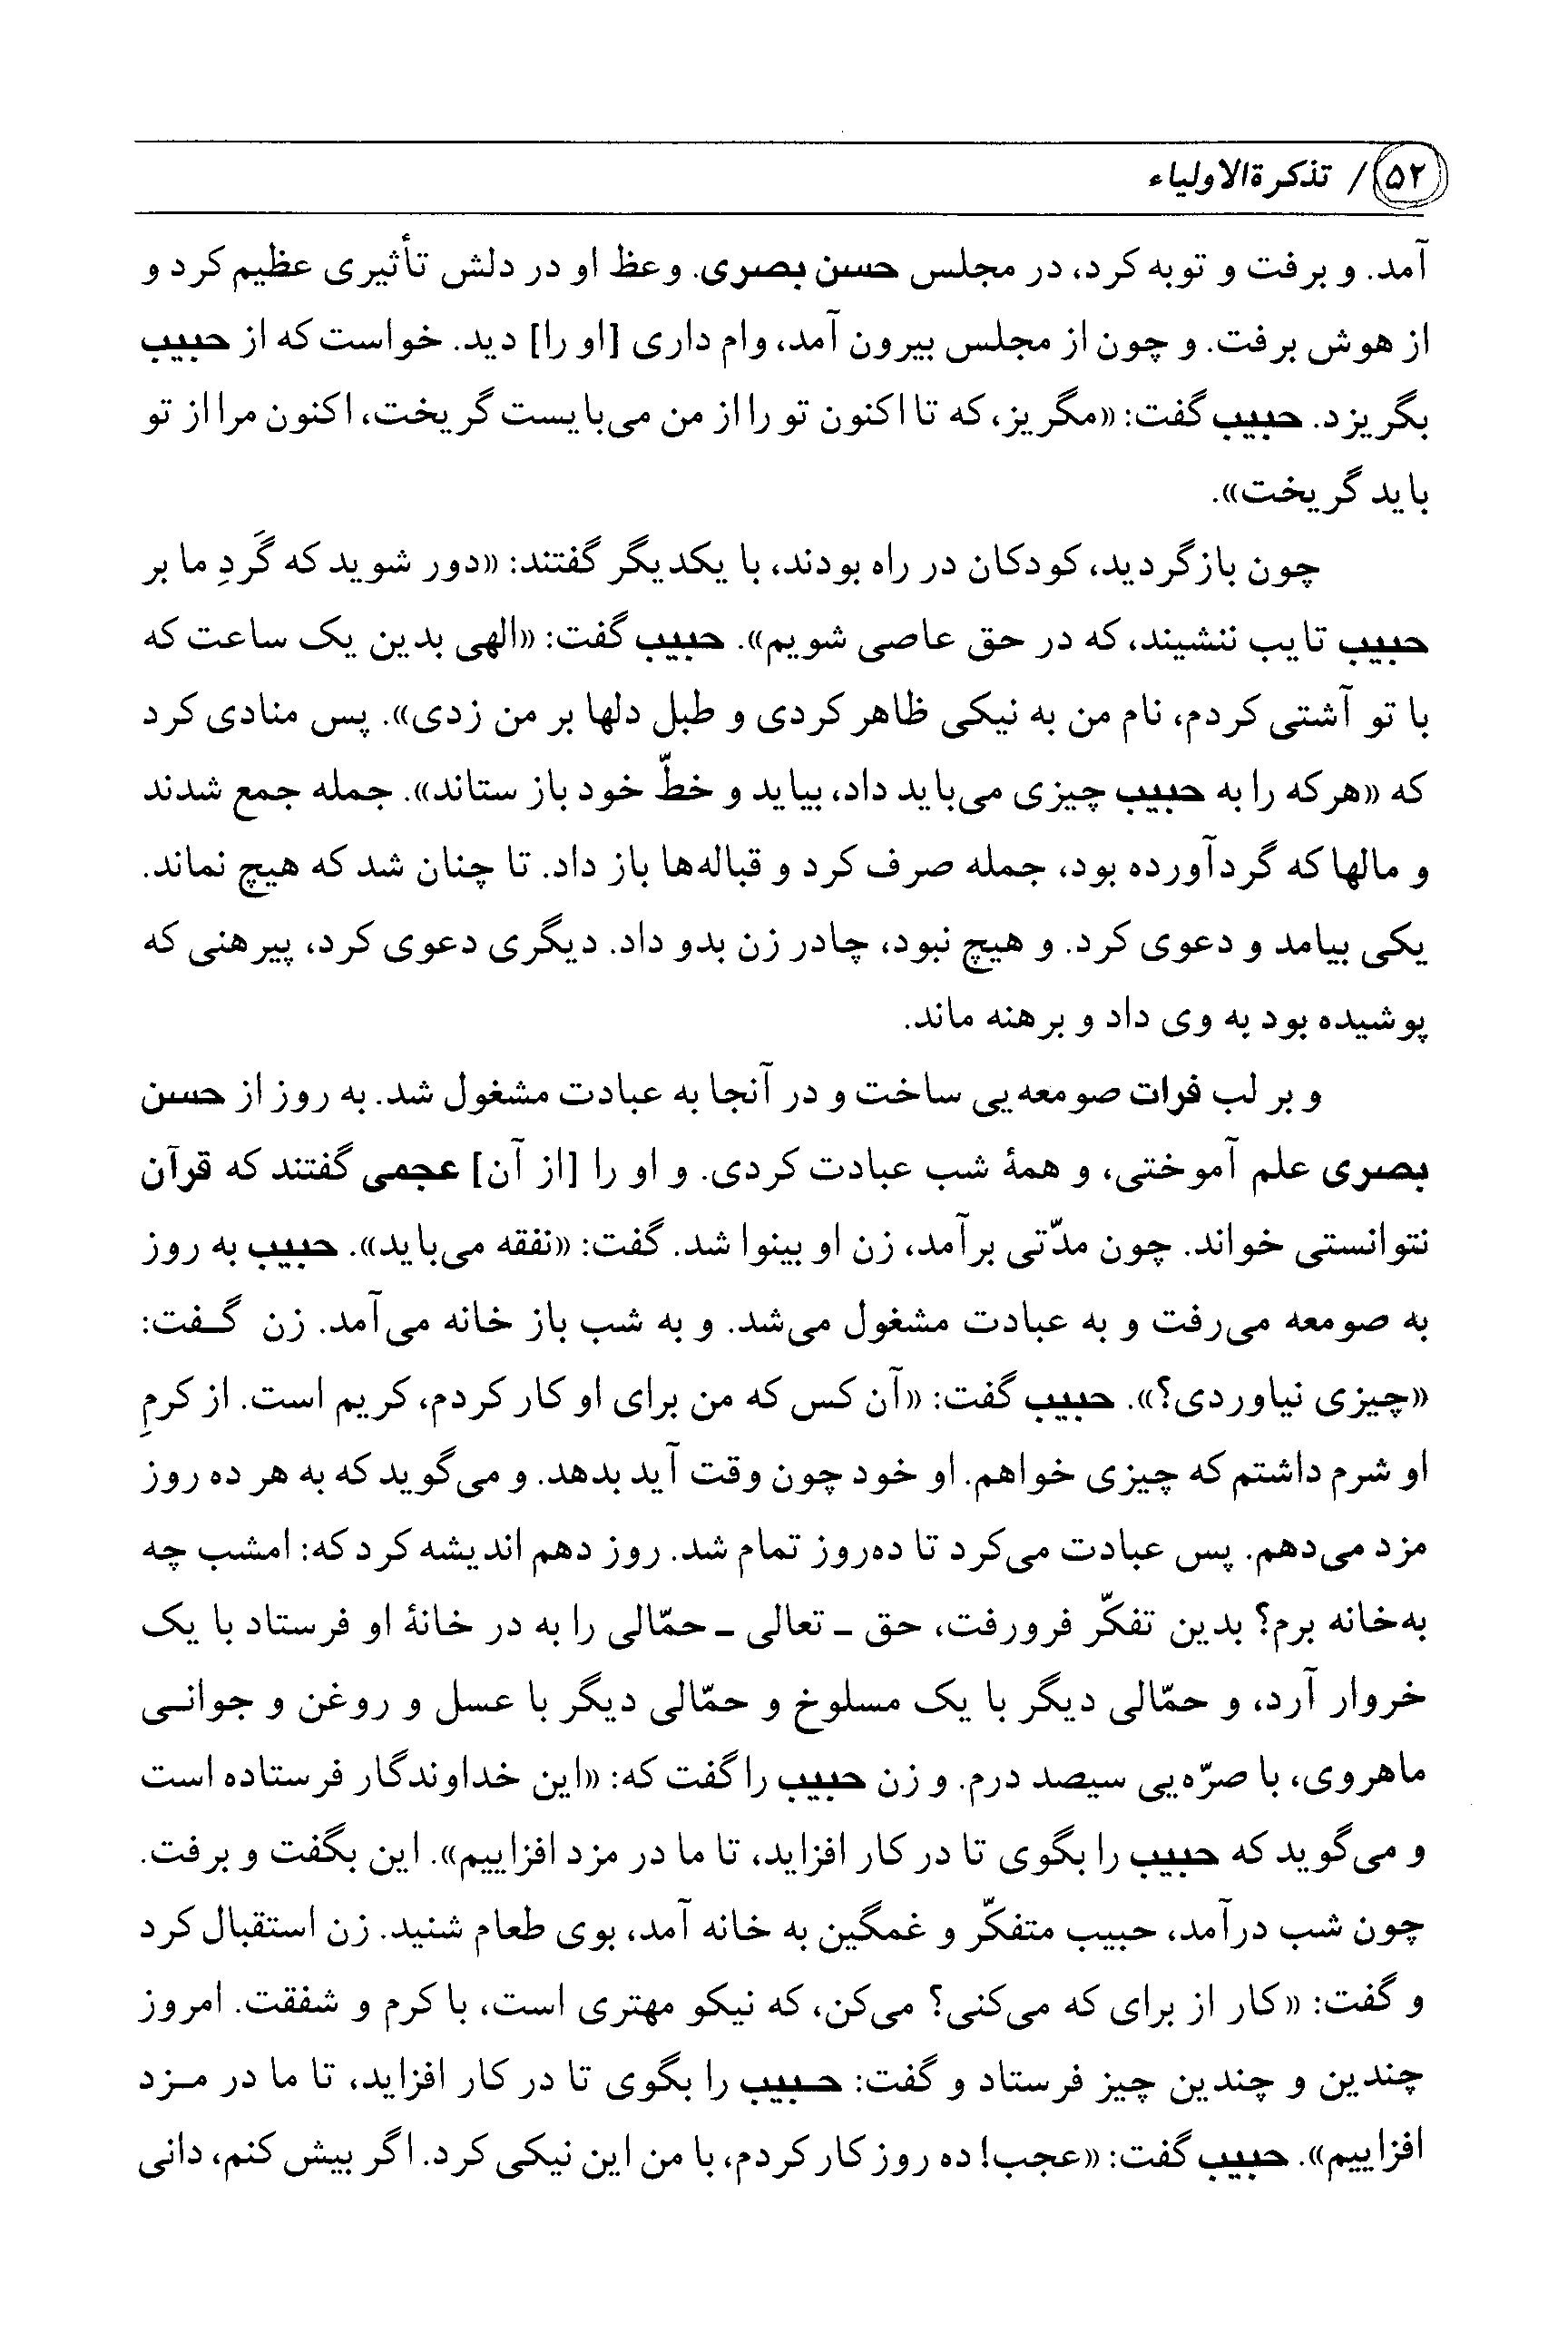 ۵۲ / تذکرةالاولیاء
آمد. و برفت و توبه کرد، در مجلس حسن بصری. وعظ او در دلش تأثیری عظیم کرد و
از هوش برفت. و چون از مجلس بیرون آمد، وام داری [او را] دید. خواست که از حبیب
بگریزد. حبیب گفت: «مگریز، که تا اکنون تو را از من می‌بایست گریخت، اکنون مرا از تو
باید گریخت».
چون بازگردید، کودکان در راه بودند، با یکدیگر گفتند: «دور شوید که گَردِ ما بر
حبیب تایب ننشیند، که در حق عاصی شویم». حبیب گفت: «الهی بدین یک ساعت که
با تو آشتی کردم، نام من به نیکی ظاهر کردی و طبل دلها بر من زدی». پس منادی کرد
که «هرکه را به حبیب چیزی می‌باید داد، بیاید و خطّ خود باز ستاند». جمله جمع شدند
و مالها که گردآورده بود، جمله صرف کرد و قباله‌ها باز داد. تا چنان شد که هیچ نماند.
یکی بیامد و دعوی کرد. و هیچ نبود، چادر زن بدو داد. دیگری دعوی کرد، پیرهنی که
پوشیده بود به وی داد و برهنه ماند.
و بر لب فرات صومعه‌یی ساخت و در آنجا به عبادت مشغول شد. به روز از حسن
بصری علم آموختی، و همهٔ شب عبادت کردی. و او را [از آن] عجمی گفتند که قرآن
نتوانستی خواند. چون مدّتی برآمد، زن او بینوا شد. گفت: «نفقه می‌باید». حبیب به روز
به صومعه می‌رفت و به عبادت مشغول می‌شد. و به شب باز خانه می‌آمد. زن گفت:
«چیزی نیاوردی؟». حبیب گفت: «آن کس که من برای او کار کردم، کریم است. از کرمِ
او شرم داشتم که چیزی خواهم. او خود چون وقت آید بدهد. و می‌گوید که به هر ده روز
مزد می‌دهم. پس عبادت می‌کرد تا ده‌روز تمام شد. روز دهم اندیشه کرد که: امشب چه
به‌خانه برم؟ بدین تفکّر فرورفت، حق ـ تعالی ـ حمّالی را به در خانهٔ او فرستاد با یک
خروار آرد، و حمّالی دیگر با یک مسلوخ و حمّالی دیگر با عسل و روغن و جوانی
ماهروی، با صرّه‌یی سیصد درم. و زن حبیب را گفت که: «این خداوندگار فرستاده است
و می‌گوید که حبیب را بگوی تا در کار افزاید، تا ما در مزد افزاییم». این بگفت و برفت.
چون شب درآمد، حبیب متفکّر و غمگین به خانه آمد، بوی طعام شنید. زن استقبال کرد
و گفت: «کار از برای که می‌کنی؟ می‌کن، که نیکو مهتری است، با کرم و شفقت. امروز
چندین و چندین چیز فرستاد و گفت: حبیب را بگوی تا در کار افزاید، تا ما در مزد
افزاییم». حبیب گفت: «عجب! ده روز کار کردم، با من این نیکی کرد. اگر بیش کنم، دانی